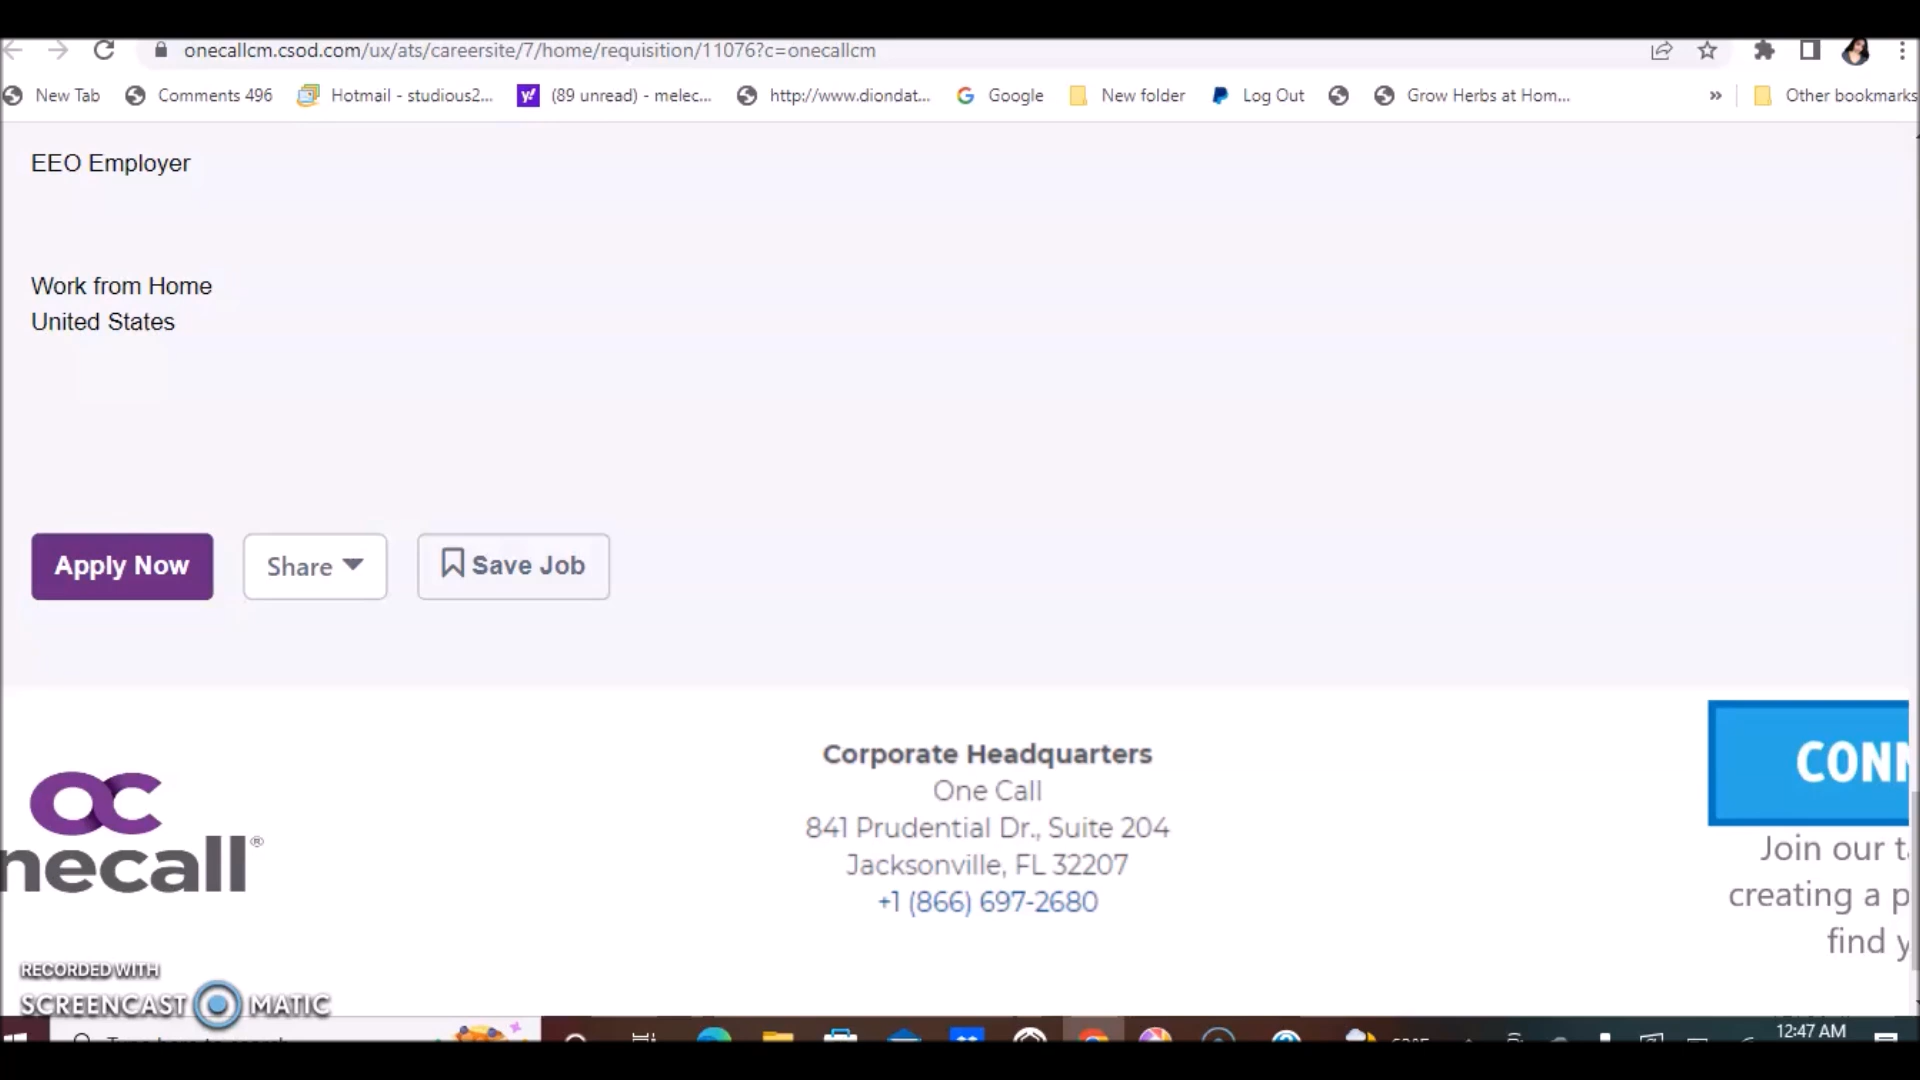 onecallcm.csod.com/ux/ats/careersite/7/home/requisition/11076?c=onecallcm
New Tab Comments 496 Hotmail - studious2... (89 unread) - melec... http://www.diondat... Google New folder Log Out Grow Herbs at Hom... » Other bookmarks
EEO Employer
Work from Home
United States
Apply Now Share Save Job
Corporate Headquarters
One Call
841 Prudential Dr., Suite 204
Jacksonville, FL 32207
+1 (866) 697-2680
CONN
Join our t
creating a p
find y
OC
necall®
RECORDED WITH
SCREENCAST MATIC
12:47 AM